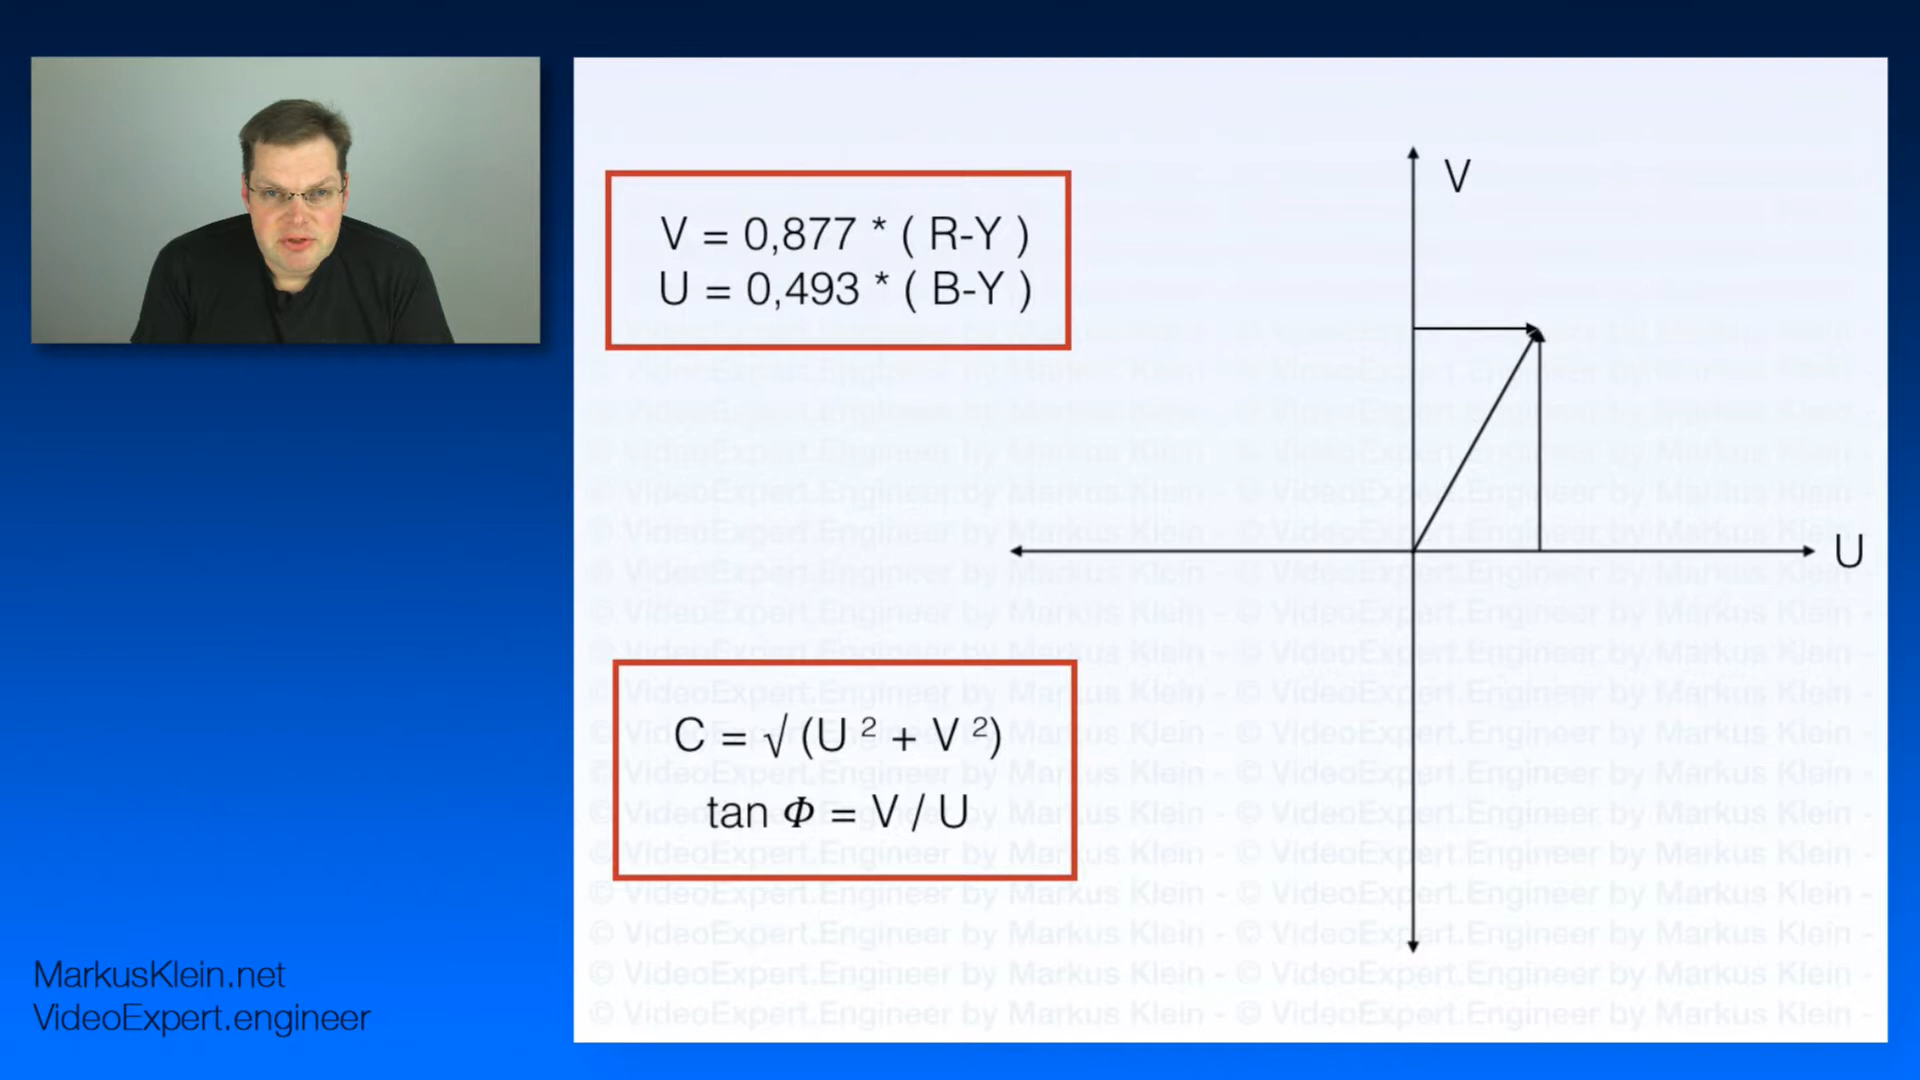 V = 0,877 * ( R-Y )
U = 0,493 * ( B-Y )
C = √ (U ² + V ²)
tan Φ = V / U
V
U
© VideoExpert.Engineer by Markus Klein - © VideoExpert.Engineer by Markus Klein -
MarkusKlein.net
VideoExpert.engineer